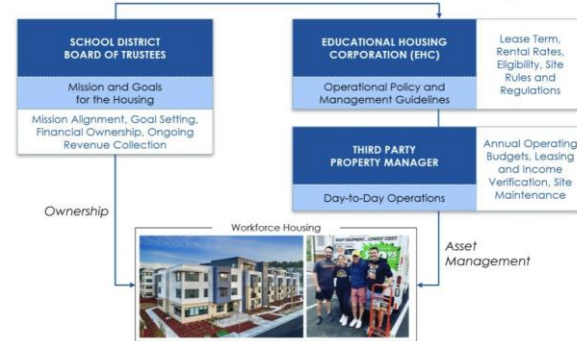 SCHOOL DISTRICT
BOARD OF TRUSTEES
Mission and Goals
for the Housing
Mission Alignment, Goal Setting,
Financial Ownership, Ongoing
Revenue Collection
EDUCATIONAL HOUSING
CORPORATION (EHC)
Operational Policy and
Management Guidelines
Lease Term,
Rental Rates,
Eligibility, Site
Rules and
Regulations
THIRD PARTY
PROPERTY MANAGER
Day-to-Day Operations
Annual Operating
Budgets, Leasing
and Income
Verification, Site
Maintenance
Ownership
Asset
Management
Workforce Housing